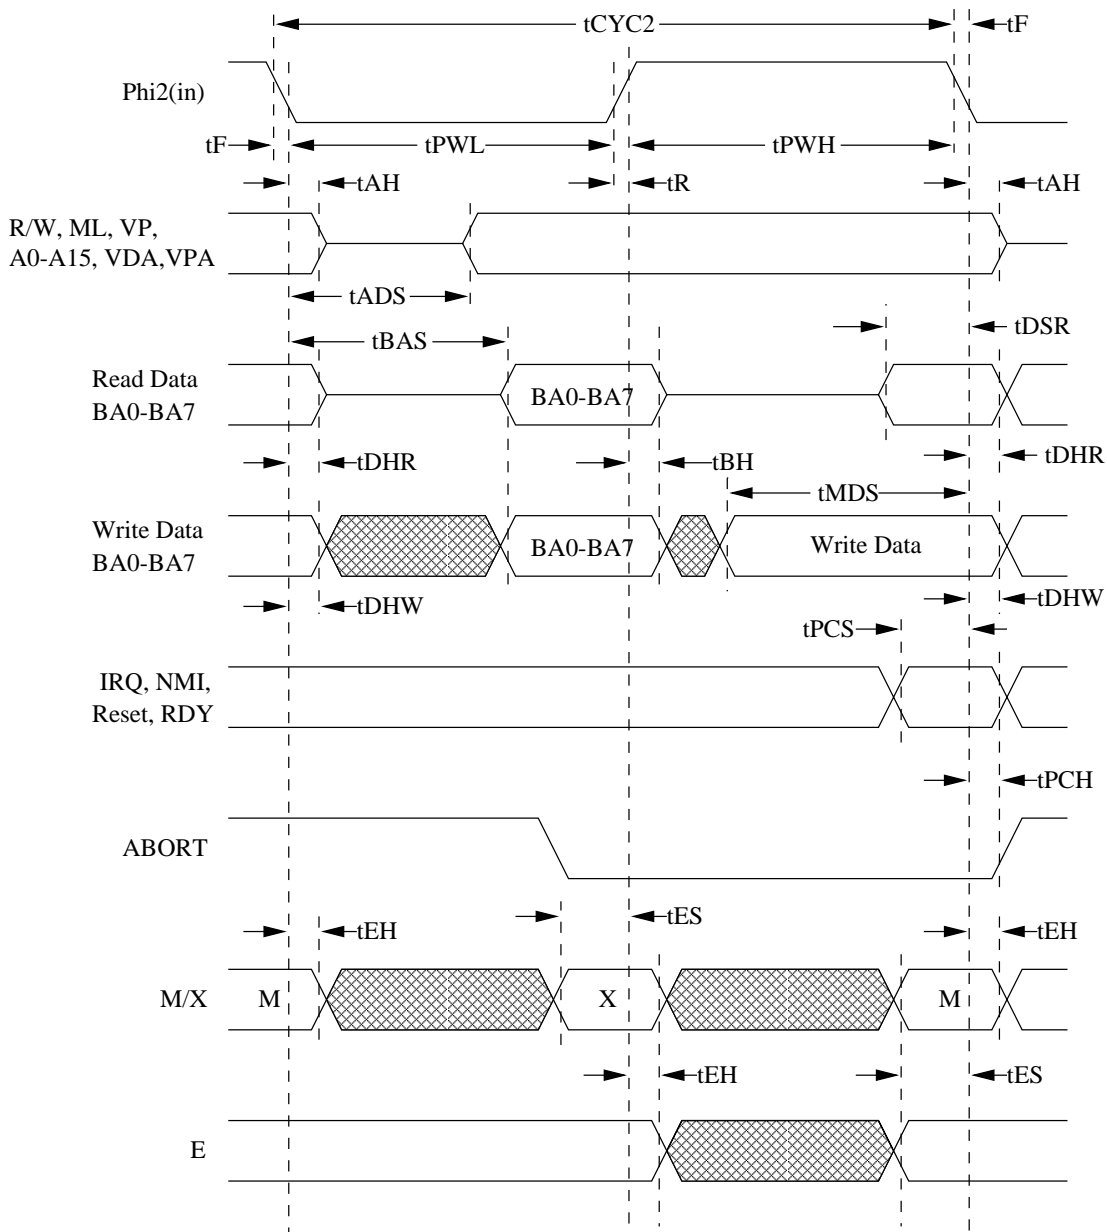 tCYC2
tF
Phi2(in)
tF
tPWL
tPWH
tAH
tR
tAH
R/W, ML, VP,
A0-A15, VDA,VPA
tADS
tDSR
tBAS
Read Data
BA0-BA7
BA0-BA7
tDHR
tBH
tDHR
tMDS
Write Data
BA0-BA7
BA0-BA7
Write Data
tDHW
tDHW
tPCS
IRQ, NMI,
Reset, RDY
tPCH
ABORT
tES
tEH
tEH
M/X
M
X
M
tEH
tES
E